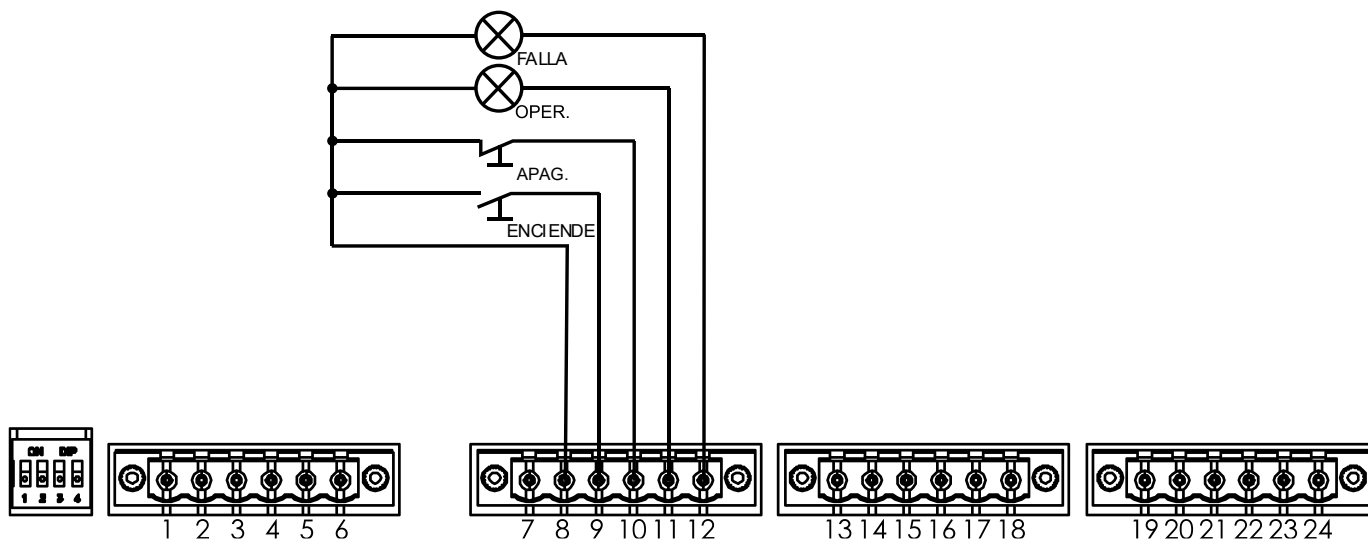 FALLA
OPER.
APAG.
ENCIENDE
ON DIP
1 2 3 4
1 2 3 4 5 6
7 8 9 10 11 12
13 14 15 16 17 18
19 20 21 22 23 24